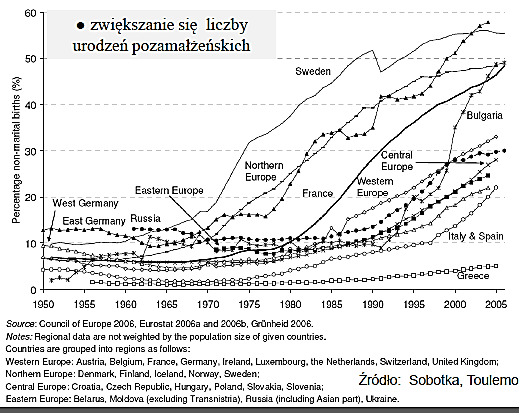 ● zwiększanie się liczby
urodzeń pozamałżeńskich
Percentage non-marital births (%)
60
50
40
30
20
10
0
Sweden
Bulgaria
Northern
Europe
Central
Europe
Eastern Europe
France
Western
Europe
West Germany
East Germany
Russia
Italy & Spain
Greece
1950 1955 1960 1965 1970 1975 1980 1985 1990 1995 2000 2005
Source: Council of Europe 2006, Eurostat 2006a and 2006b, Grünheid 2006.
Notes: Regional data are not weighted by the population size of given countries.
Countries are grouped into regions as follows:
Western Europe: Austria, Belgium, France, Germany, Ireland, Luxembourg, the Netherlands, Switzerland, United Kingdom;
Northern Europe: Denmark, Finland, Iceland, Norway, Sweden;
Central Europe: Croatia, Czech Republic, Hungary, Poland, Slovakia, Slovenia;
Eastern Europe: Belarus, Moldova (excluding Transnistria), Russia (including Asian part), Ukraine.
Źródło: Sobotka, Toulemo